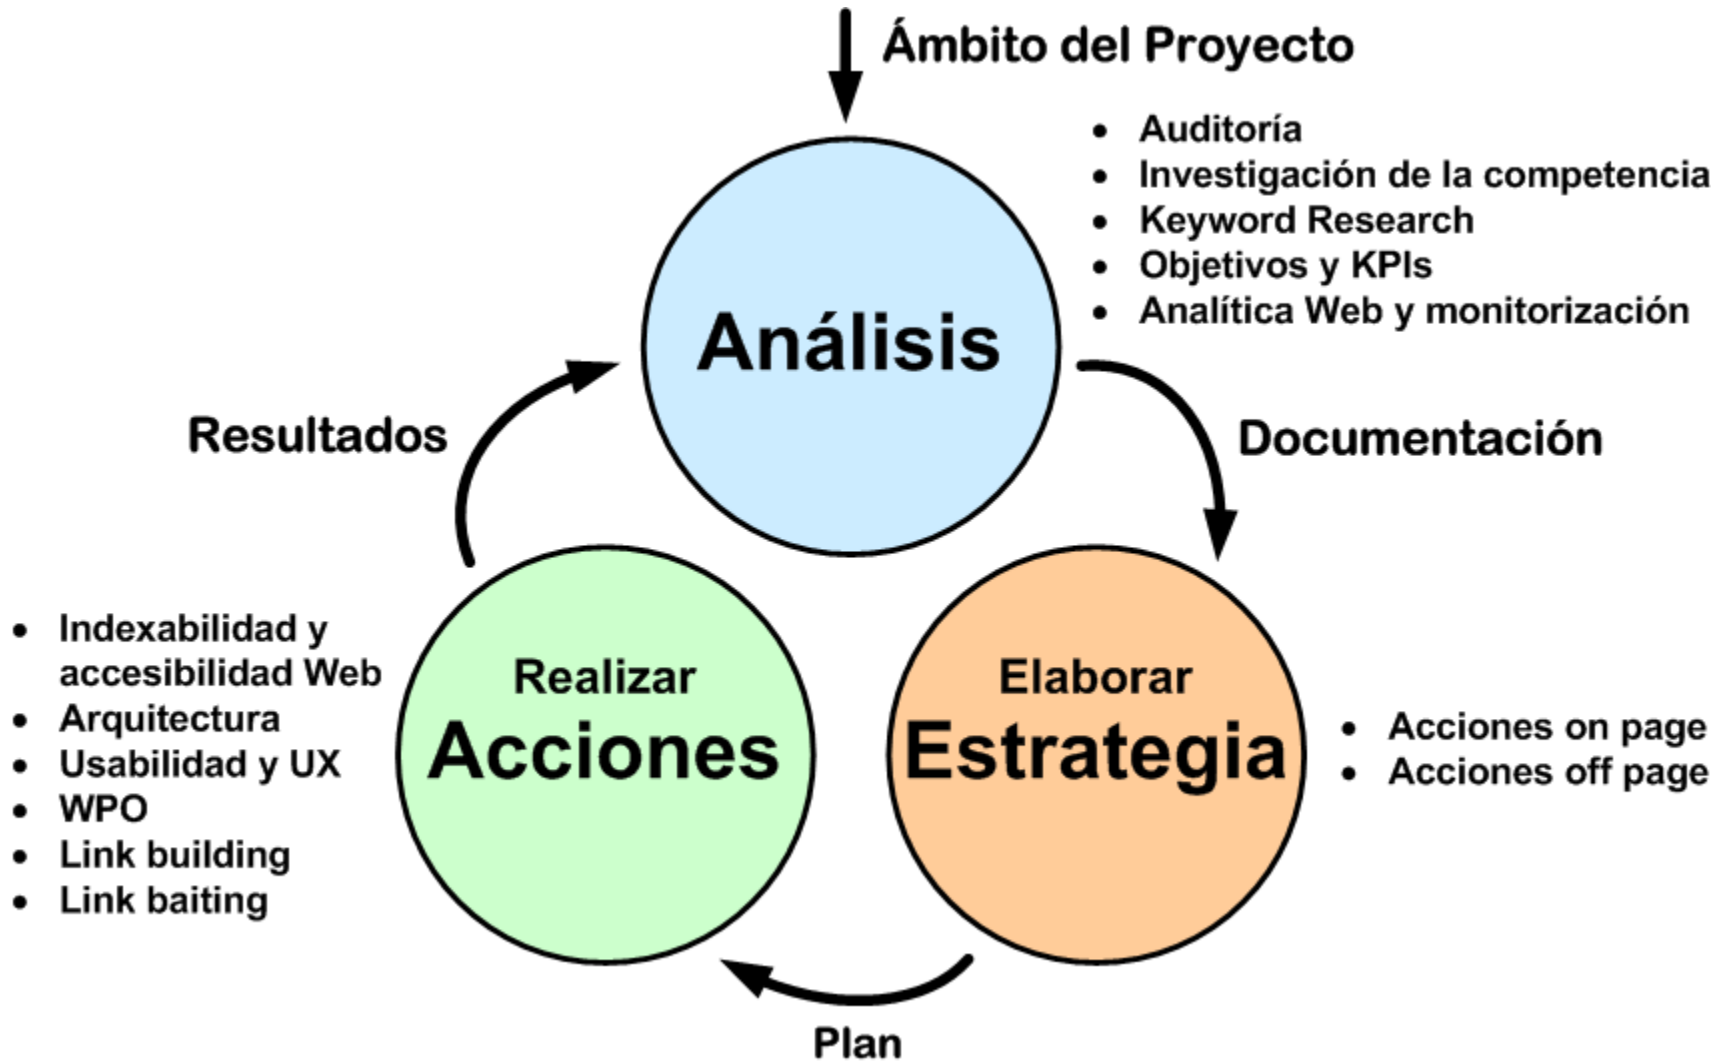 Ámbito del Proyecto
• Auditoría
• Investigación de la competencia
• Keyword Research
• Objetivos y KPIs
• Analítica Web y monitorización
Análisis
Resultados
Documentación
• Indexabilidad y
accesibilidad Web
• Arquitectura
• Usabilidad y UX
• WPO
• Link building
• Link baiting
Realizar
Acciones
Elaborar
Estrategia
• Acciones on page
• Acciones off page
Plan